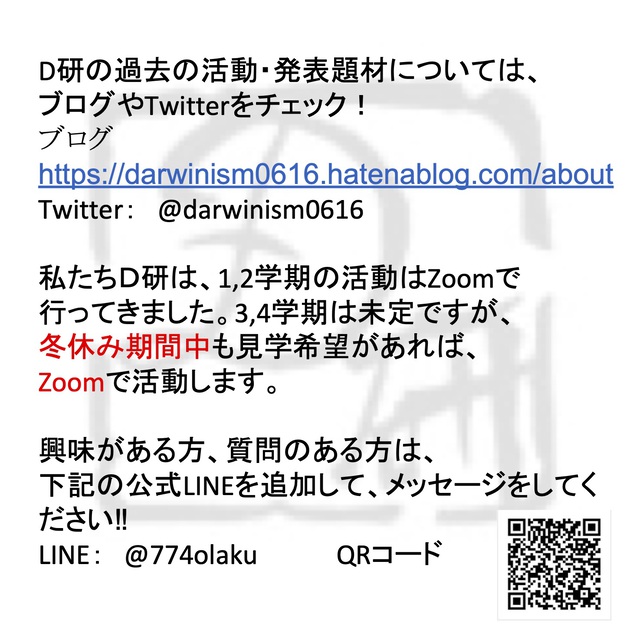 D研の過去の活動・発表題材については、
ブログやTwitterをチェック！
ブログ
https://darwinism0616.hatenablog.com/about
Twitter： @darwinism0616
私たちＤ研は、1,2学期の活動はZoomで
行ってきました。3,4学期は未定ですが、
冬休み期間中も見学希望があれば、
Zoomで活動します。
興味がある方、質問のある方は、
下記の公式LINEを追加して、メッセージをしてく
ださい‼
LINE： @774olaku QRコード
D研